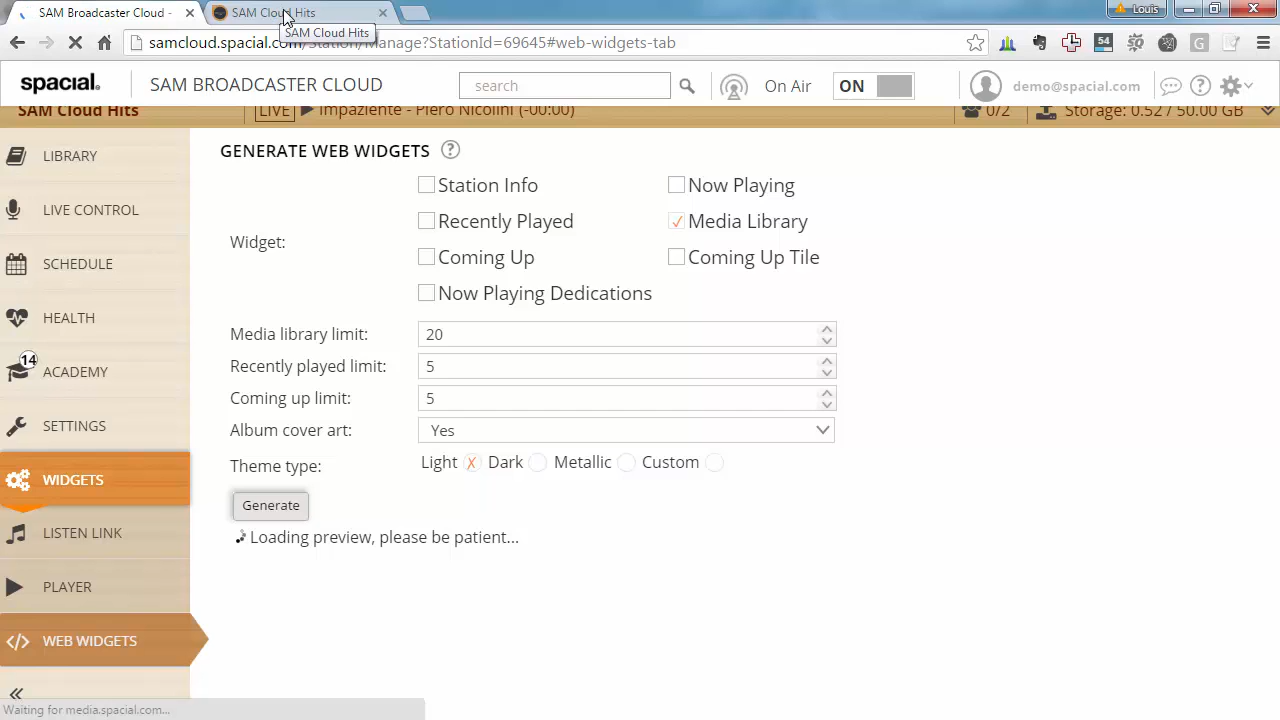 SAM Broadcaster Cloud -
SAM Cloud Hits
Louis
SAM Cloud Hits
samcloud.spacial.com/Station/Manage?StationId=69645#web-widgets-tab
54
G
spacial.
SAM BROADCASTER CLOUD
search
On Air
ON
demo@spacial.com
SAM Cloud Hits
LIVE
Impaziente - Piero Nicolini (-00:00)
0/2
Storage: 0.52 / 50.00 GB
LIBRARY
LIVE CONTROL
SCHEDULE
HEALTH
14
ACADEMY
SETTINGS
WIDGETS
LISTEN LINK
PLAYER
WEB WIDGETS
GENERATE WEB WIDGETS ?
Widget:
Station Info
Now Playing
Recently Played
Media Library
Coming Up
Coming Up Tile
Now Playing Dedications
Media library limit: 20
Recently played limit: 5
Coming up limit: 5
Album cover art: Yes
Theme type: Light Dark Metallic Custom
Generate
Loading preview, please be patient...
Waiting for media.spacial.com...